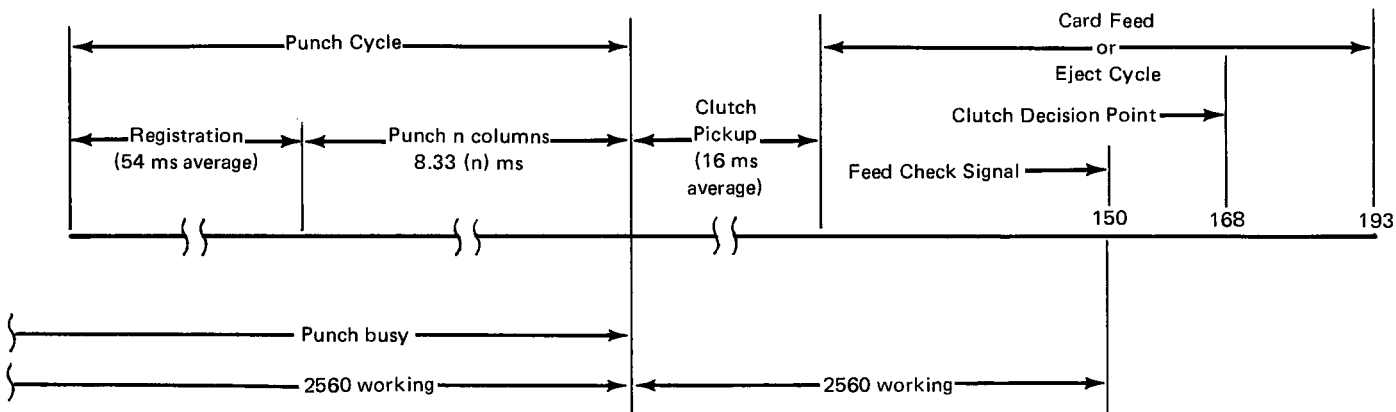 Punch Cycle
Card Feed
or
Eject Cycle
Registration
(54 ms average)
Punch n columns
8.33 (n) ms
Clutch
Pickup
(16 ms
average)
Clutch Decision Point
Feed Check Signal
150
168
193
Punch busy
2560 working
2560 working